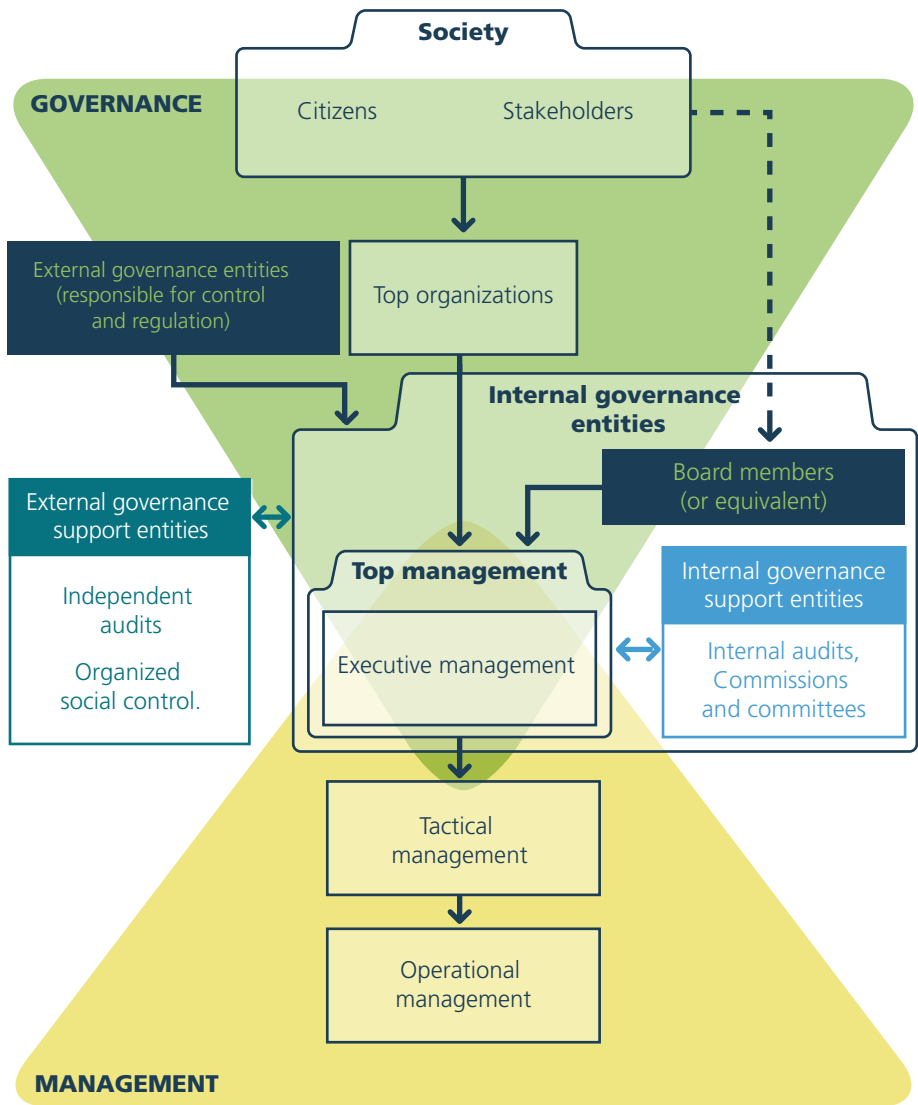 Society
GOVERNANCE
Citizens
Stakeholders
External governance entities
(responsible for control
and regulation)
Top organizations
Internal governance
entities
Board members
(or equivalent)
External governance
support entities
Independent
audits
Organized
social control.
Top management
Executive management
Internal governance
support entities
Internal audits,
Commissions
and committees
Tactical
management
Operational
management
MANAGEMENT